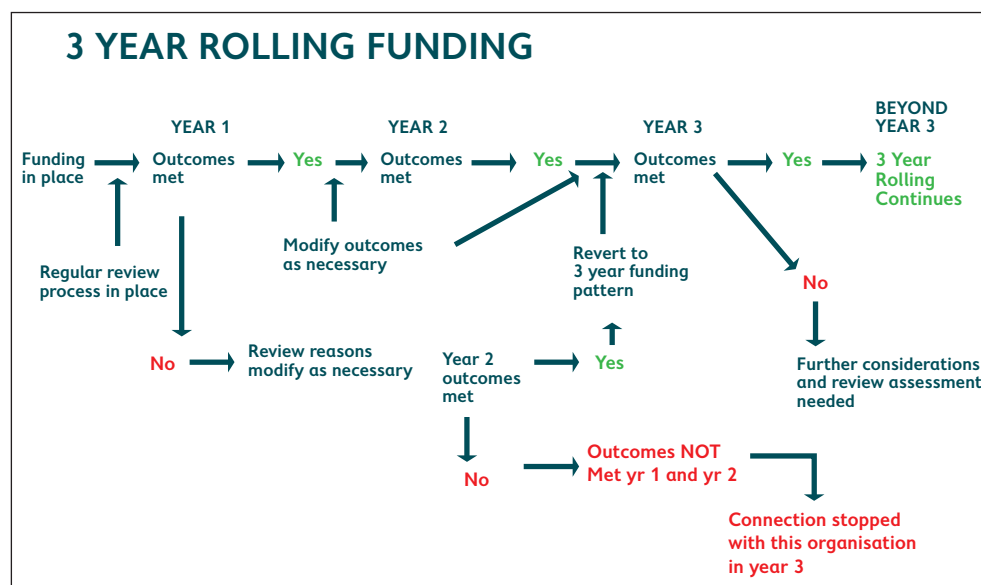 3 YEAR ROLLING FUNDING
YEAR 1
YEAR 2
YEAR 3
BEYOND
YEAR 3
Funding
in place
Outcomes
met
Yes
Outcomes
met
Yes
Outcomes
met
Yes
3 Year
Rolling
Continues
Regular review
process in place
Modify outcomes
as necessary
Revert to
3 year funding
pattern
No
No
Review reasons
modify as necessary
Year 2
outcomes
met
Yes
Further considerations
and review assessment
needed
No
Outcomes NOT
Met yr 1 and yr 2
Connection stopped
with this organisation
in year 3